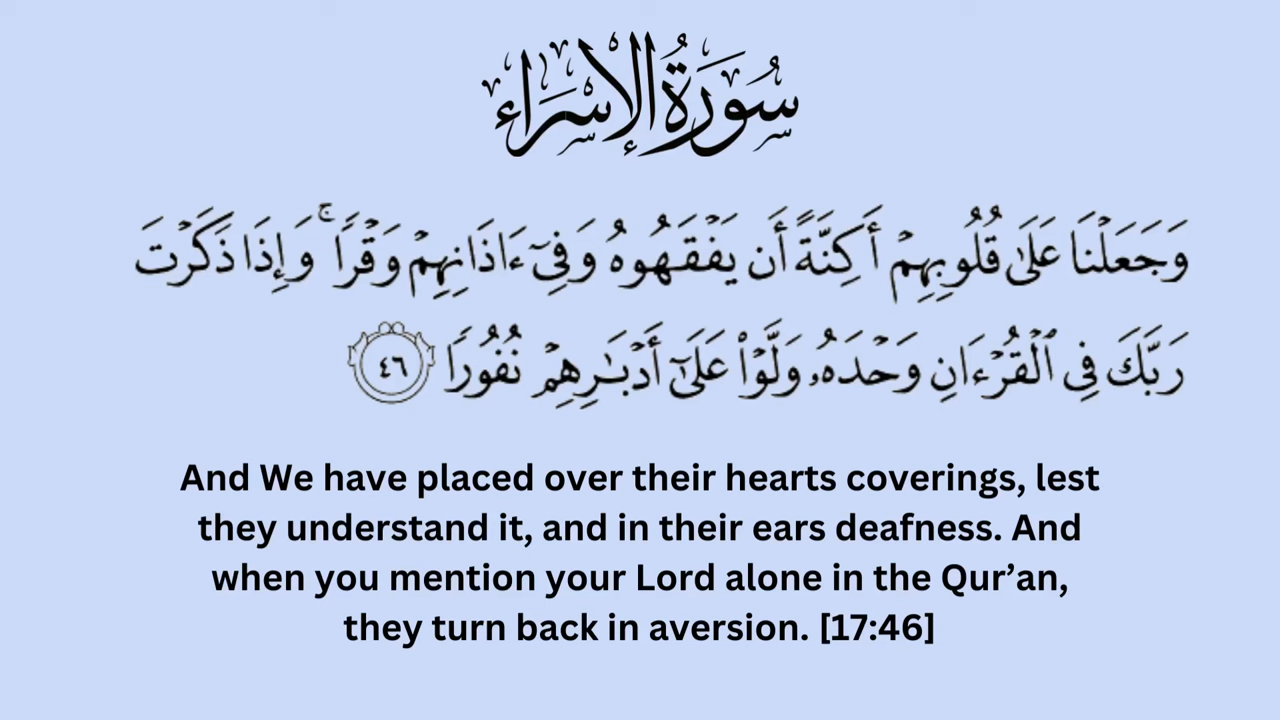 سُورَةُ الإِسْرَاءِ
وَجَعَلْنَا عَلَىٰ قُلُوبِهِمْ أَكِنَّةً أَن يَفْقَهُوهُ وَفِىٓ ءَاذَانِهِمْ وَقْرًا ۚ وَإِذَا ذَكَرْتَ
رَبَّكَ فِى ٱلْقُرْءَانِ وَحْدَهُۥ وَلَّوْا۟ عَلَىٰٓ أَدْبَـٰرِهِمْ نُفُورًا ٤٦
And We have placed over their hearts coverings, lest
they understand it, and in their ears deafness. And
when you mention your Lord alone in the Qur’an,
they turn back in aversion. [17:46]